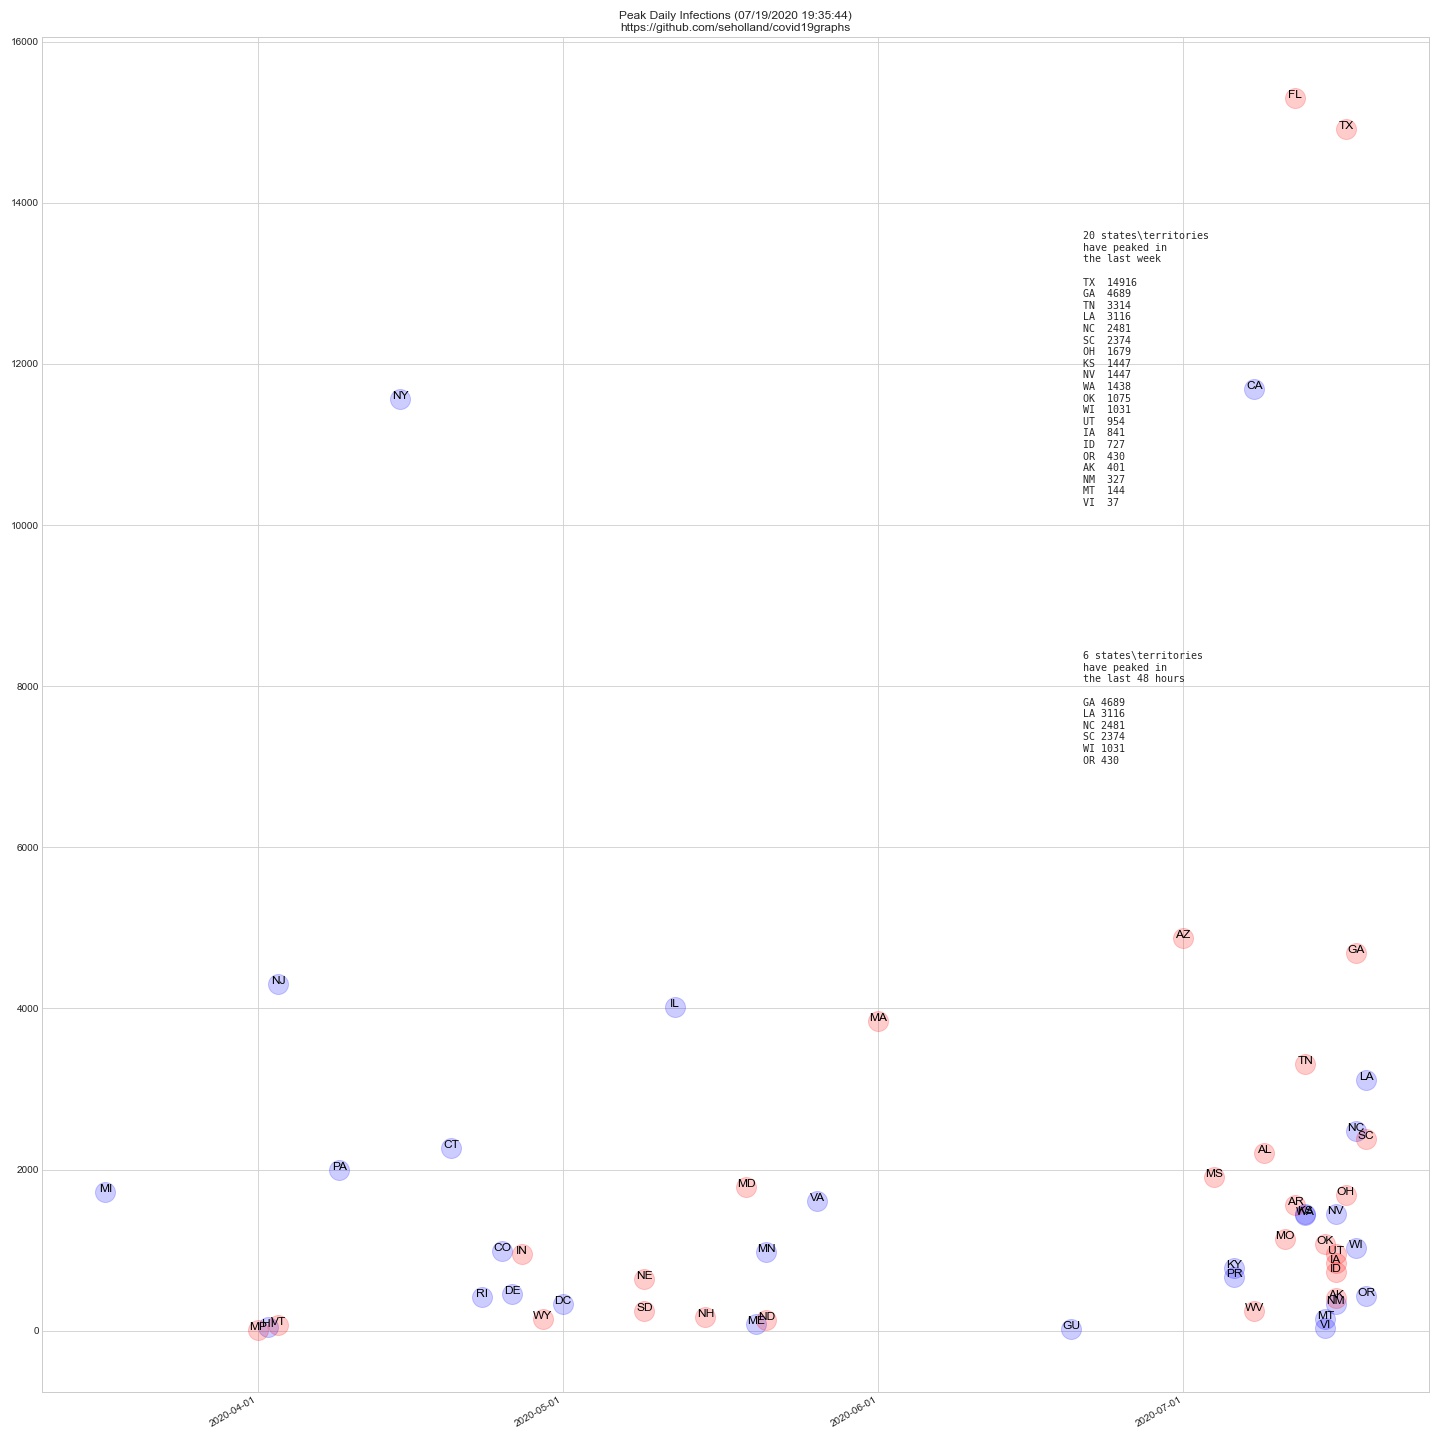 Peak Daily Infections (07/19/2020 19:35:44)
https://github.com/seholland/covid19graphs
16000
FL
TX
14000
20 states\territories
have peaked in
the last week
TX 14916
GA 4689
TN 3314
LA 3116
NC 2481
SC 2374
OH 1679
KS 1447
NV 1447
WA 1438
OK 1075
WI 1031
UT 954
IA 841
ID 727
OR 430
AK 401
NM 327
MT 144
VI 37
12000
NY
CA
10000
6 states\territories
have peaked in
the last 48 hours
GA 4689
LA 3116
NC 2481
SC 2374
WI 1031
OR 430
8000
6000
AZ
GA
NJ
IL
4000
MA
TN
LA
NC
SC
CT
AL
PA
2000
MS
MI
MD
VA
OH
AR
NV
MO
OK
WI
CO
IN
MN
UT
IA
ID
KY
PR
NE
RI
DE
DC
SD
NH
WY
ME
ND
GU
WV
AK
NM
OR
MT
VI
MP
HI
VT
0
2020-04-01
2020-05-01
2020-06-01
2020-07-01